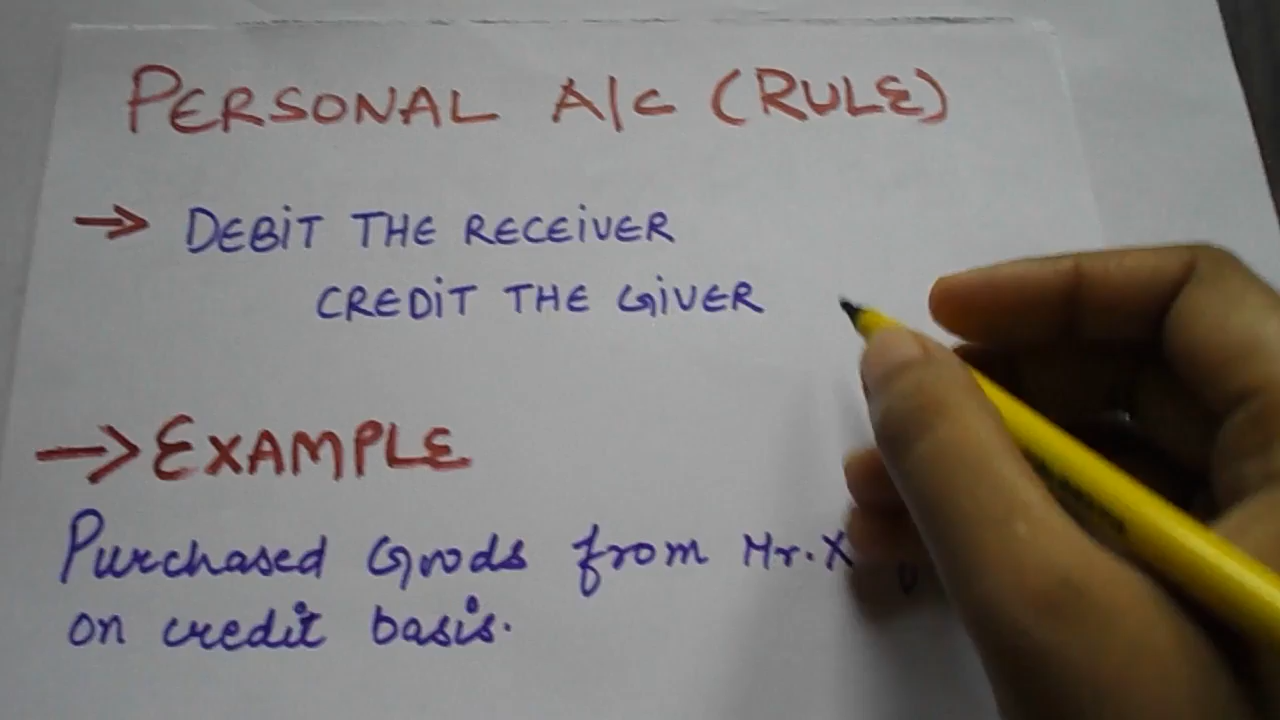 PERSONAL A/C (RULE)
→ DEBIT THE RECEIVER
CREDIT THE GIVER
→ EXAMPLE
Purchased Goods from Mr. X
on credit basis.